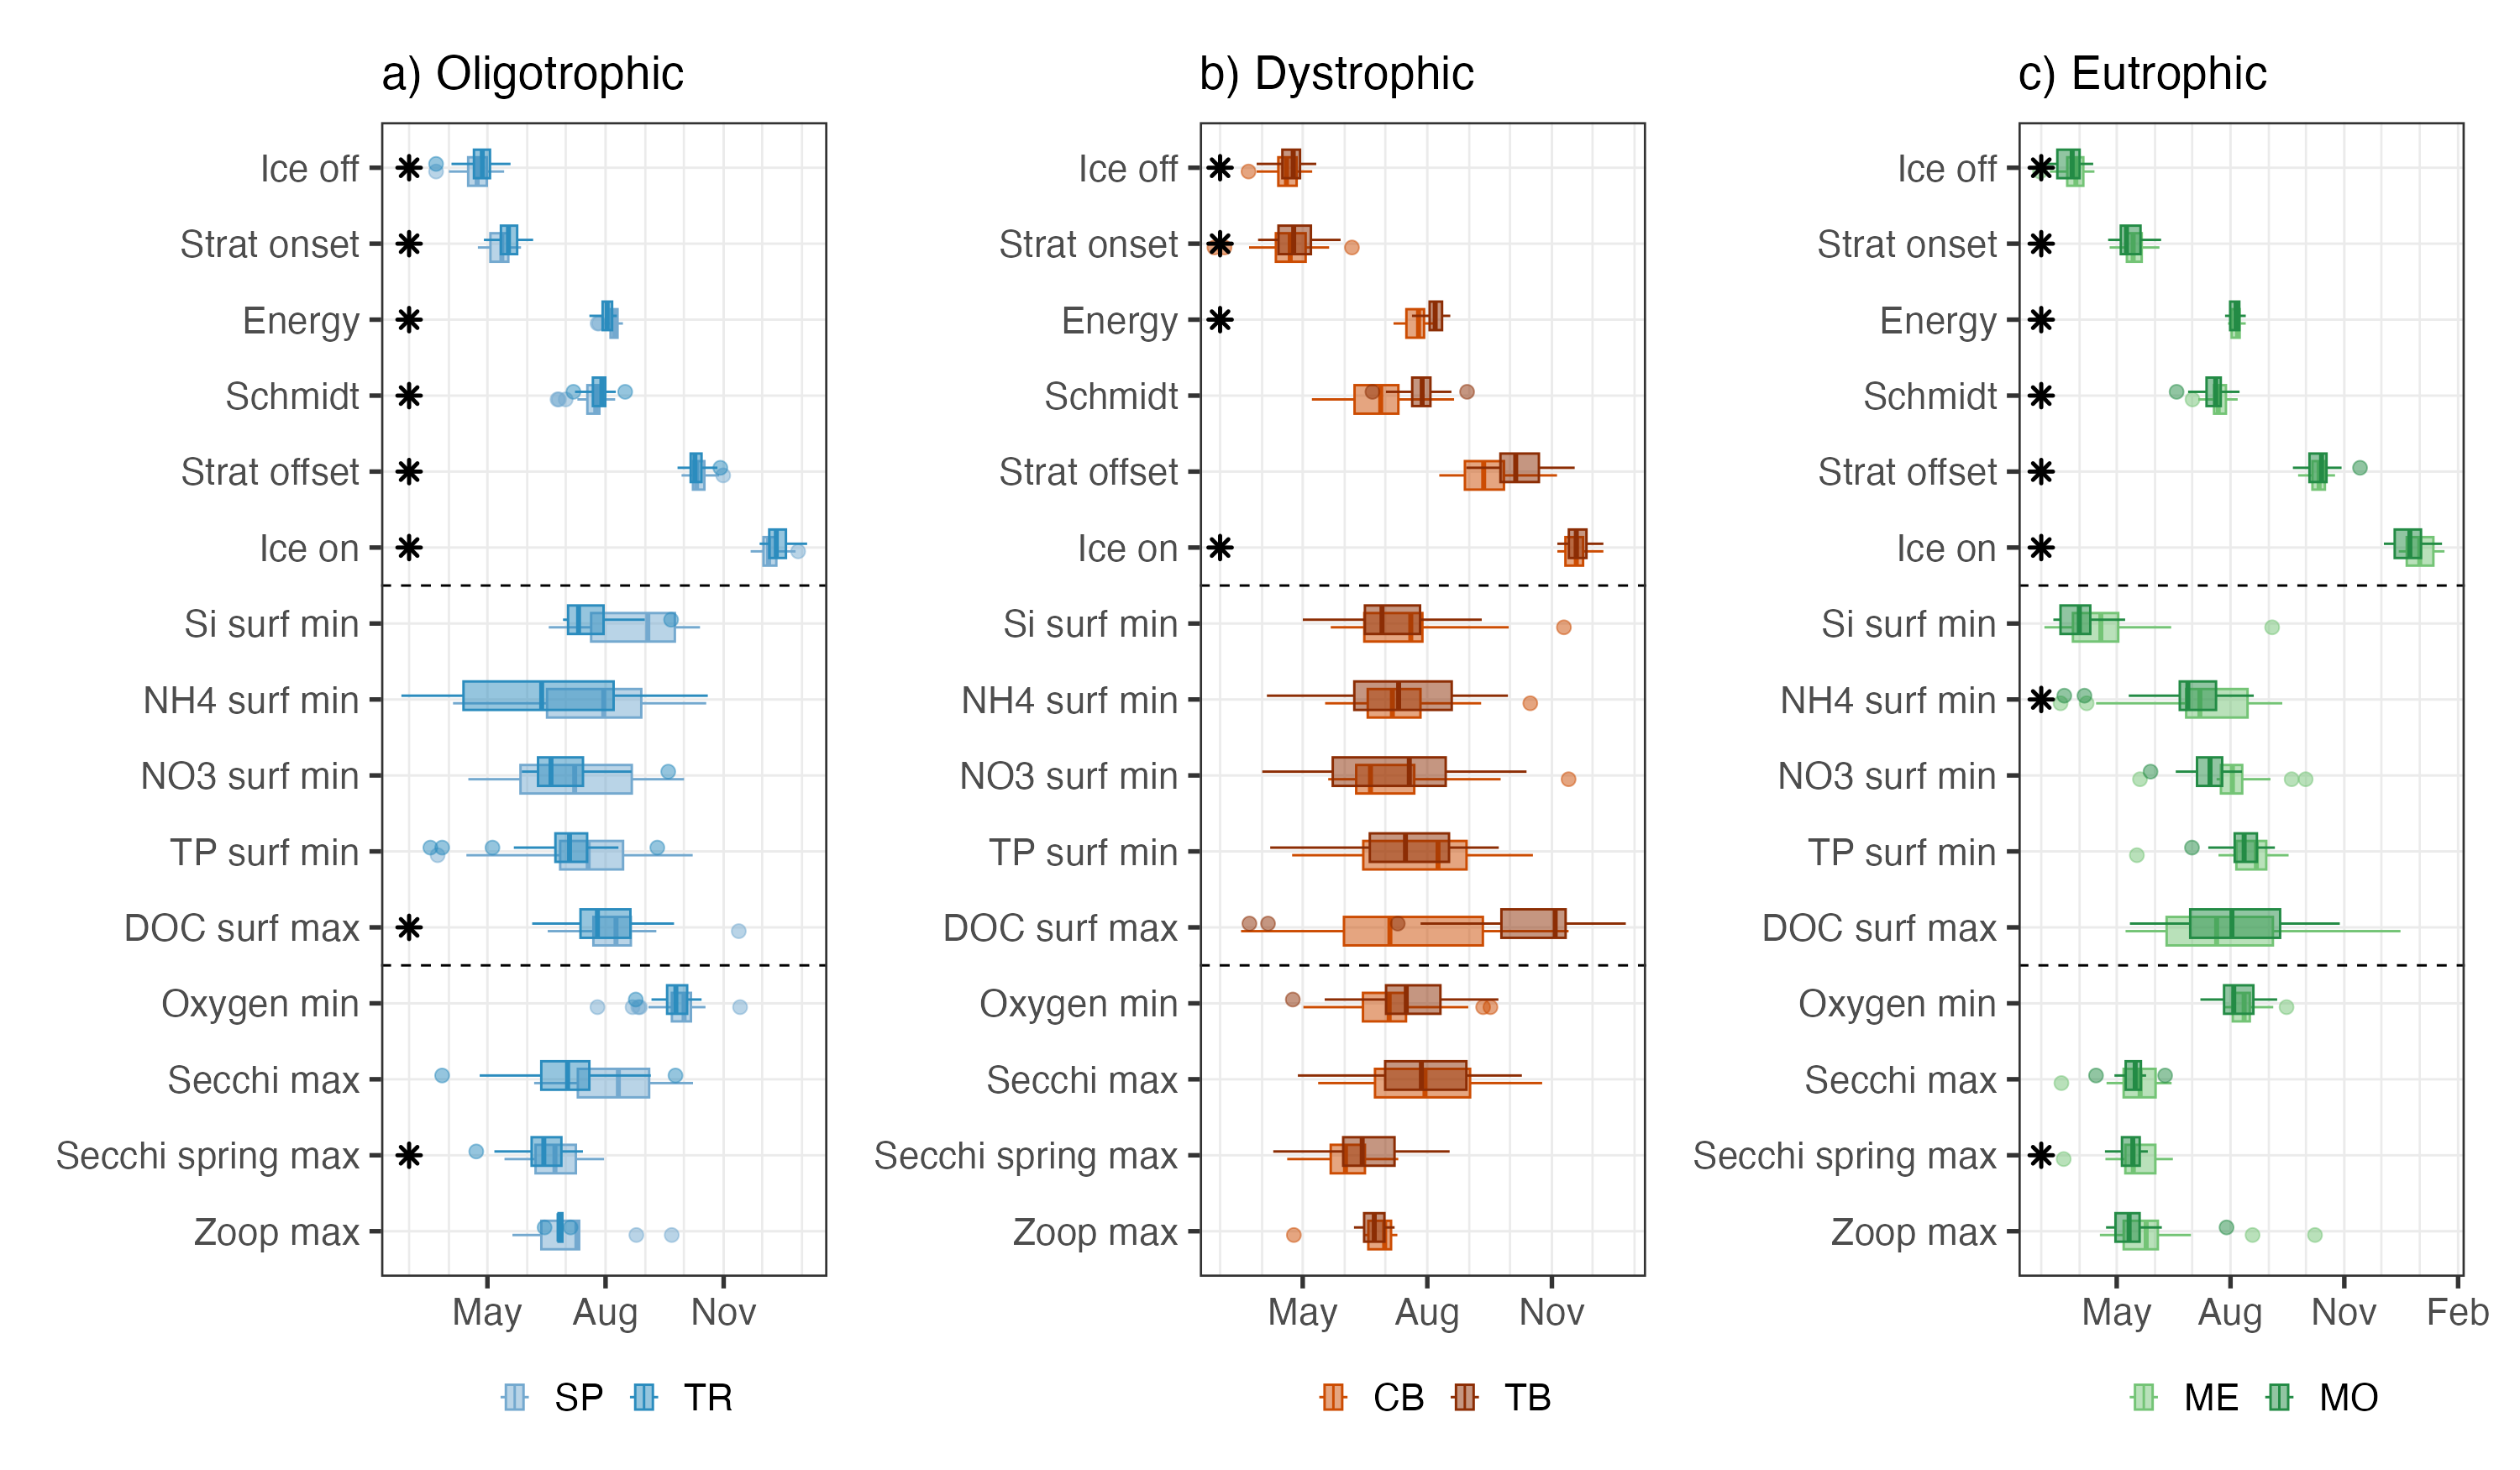 a) Oligotrophic
Ice off
Strat onset
Energy
Schmidt
Strat offset
Ice on
Si surf min
NH4 surf min
NO3 surf min
TP surf min
DOC surf max
Oxygen min
Secchi max
Secchi spring max
Zoop max
May Aug Nov
SP TR
b) Dystrophic
Ice off
Strat onset
Energy
Schmidt
Strat offset
Ice on
Si surf min
NH4 surf min
NO3 surf min
TP surf min
DOC surf max
Oxygen min
Secchi max
Secchi spring max
Zoop max
May Aug Nov
CB TB
c) Eutrophic
Ice off
Strat onset
Energy
Schmidt
Strat offset
Ice on
Si surf min
NH4 surf min
NO3 surf min
TP surf min
DOC surf max
Oxygen min
Secchi max
Secchi spring max
Zoop max
May Aug Nov Feb
ME MO